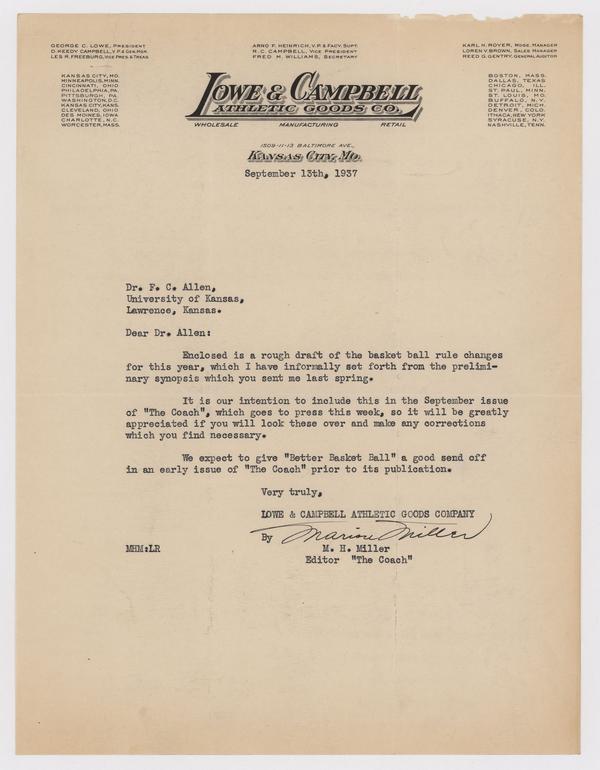 GEORGE C. LOWE, PRESIDENT
D. KEEDY CAMPBELL, V.P. & GEN. MGR.
LES R. FREEBURG, VICE PRES. & TREAS
ARNO F. HEINRICH, V.P. & FACY. SUPT.
R.C. CAMPBELL, VICE PRESIDENT
FRED M. WILLIAMS, SECRETARY
KARL H. ROYER, MDSE. MANAGER
LOREN V. BROWN, SALES MANAGER
REED G. GENTRY, GENERAL AUDITOR
KANSAS CITY, MO.
MINNEAPOLIS, MINN.
CINCINNATI, OHIO
PHILADELPHIA, PA.
PITTSBURGH, PA.
WASHINGTON, D.C.
KANSAS CITY, KANS.
CLEVELAND, OHIO
DES MOINES, IOWA
CHARLOTTE, N.C.
WORCESTER, MASS.
LOWE & CAMPBELL
ATHLETIC GOODS CO.
WHOLESALE MANUFACTURING RETAIL
BOSTON, MASS.
DALLAS, TEXAS
CHICAGO, ILL.
ST. PAUL, MINN.
ST. LOUIS, MO.
BUFFALO, N.Y.
DETROIT, MICH.
DENVER, COLO.
ITHACA, NEW YORK
SYRACUSE, N.Y.
NASHVILLE, TENN.
1509-11-13 BALTIMORE AVE.,
KANSAS CITY, MO.
September 13th, 1937
Dr. F. C. Allen,
University of Kansas,
Lawrence, Kansas.
Dear Dr. Allen:
Enclosed is a rough draft of the basket ball rule changes
for this year, which I have informally set forth from the prelimi-
nary synopsis which you sent me last spring.
It is our intention to include this in the September issue
of "The Coach", which goes to press this week, so it will be greatly
appreciated if you will look these over and make any corrections
which you find necessary.
We expect to give "Better Basket Ball" a good send off
in an early issue of "The Coach" prior to its publication.
Very truly,
LOWE & CAMPBELL ATHLETIC GOODS COMPANY
By Marion Miller
MHM:LR M. H. Miller
Editor "The Coach"